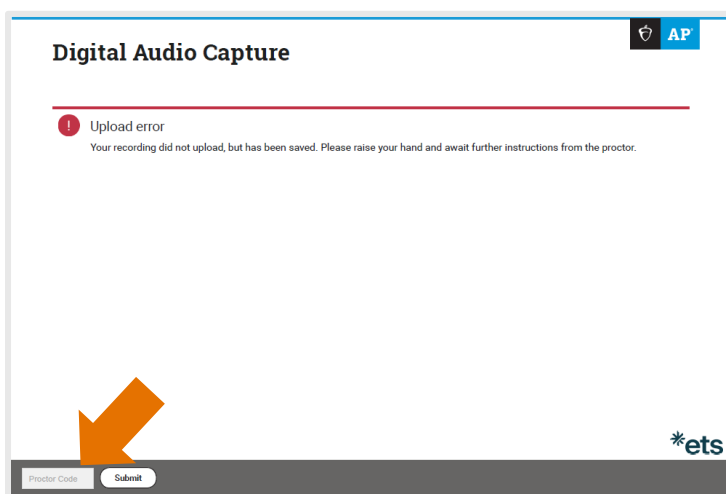 Digital Audio Capture
AP
Upload error
Your recording did not upload, but has been saved. Please raise your hand and await further instructions from the proctor.
*ets
Proctor Code
Submit